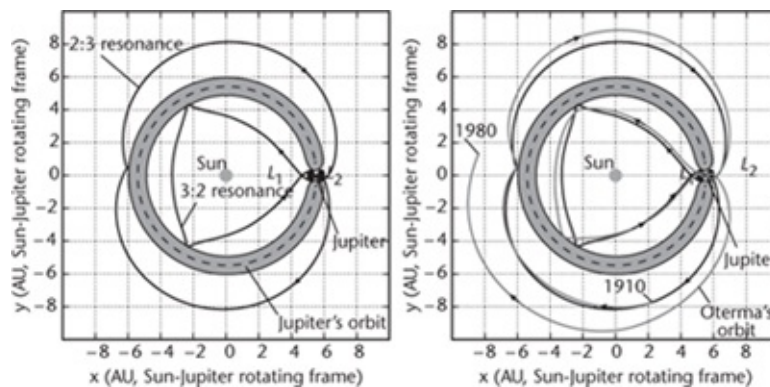 y (AU, Sun-Jupiter rotating frame)
8
6
4
2
0
−2
−4
−6
−8
2:3 resonance
Sun
L1
3:2 resonance
Jupiter
Jupiter's orbit
−8 −6 −4 −2 0 2 4 6 8
x (AU, Sun-Jupiter rotating frame)
y (AU, Sun-Jupiter rotating frame)
8
6
4
2
0
−2
−4
−6
−8
1980
Sun
L2
Jupite
1910
Oterma's
orbit
−8 −6 −4 −2 0 2 4 6 8
x (AU, Sun-Jupiter rotating frame)